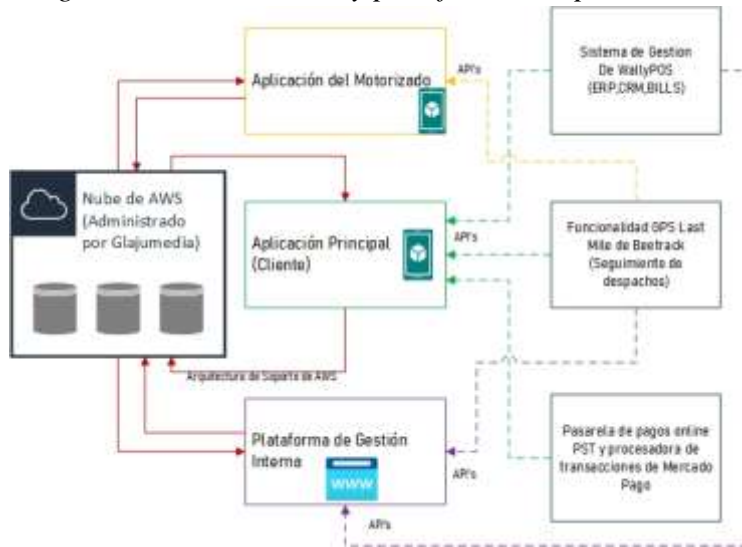 Aplicación del Motorizado
API's
Sistema de Gestion
De WallyPOS
(ERP,CRM,BILLS)
Nube de AWS
(Administrado
por Glajumedia)
Aplicación Principal
(Cliente)
API's
Funcionalidad GPS Last
Mile de Beetrack
(Seguimiento de
despachos)
Arquitectura de Soporte de AWS
Plataforma de Gestión
Interna
WWW
API's
API's
Pasarela de pagos online
PST y procesadora de
transacciones de Mercado
Pago